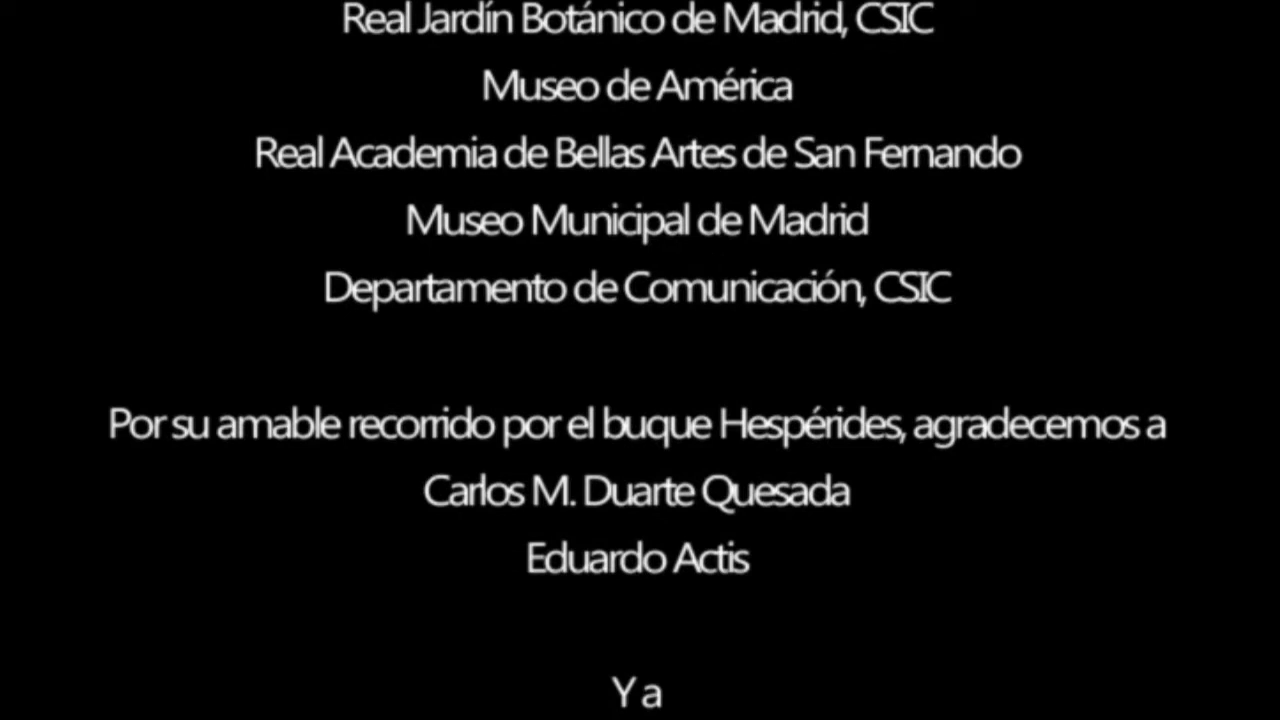 Real Jardín Botánico de Madrid, CSIC
Museo de América
Real Academia de Bellas Artes de San Fernando
Museo Municipal de Madrid
Departamento de Comunicación, CSIC
Por su amable recorrido por el buque Hespérides, agradecemos a
Carlos M. Duarte Quesada
Eduardo Actis
Y a